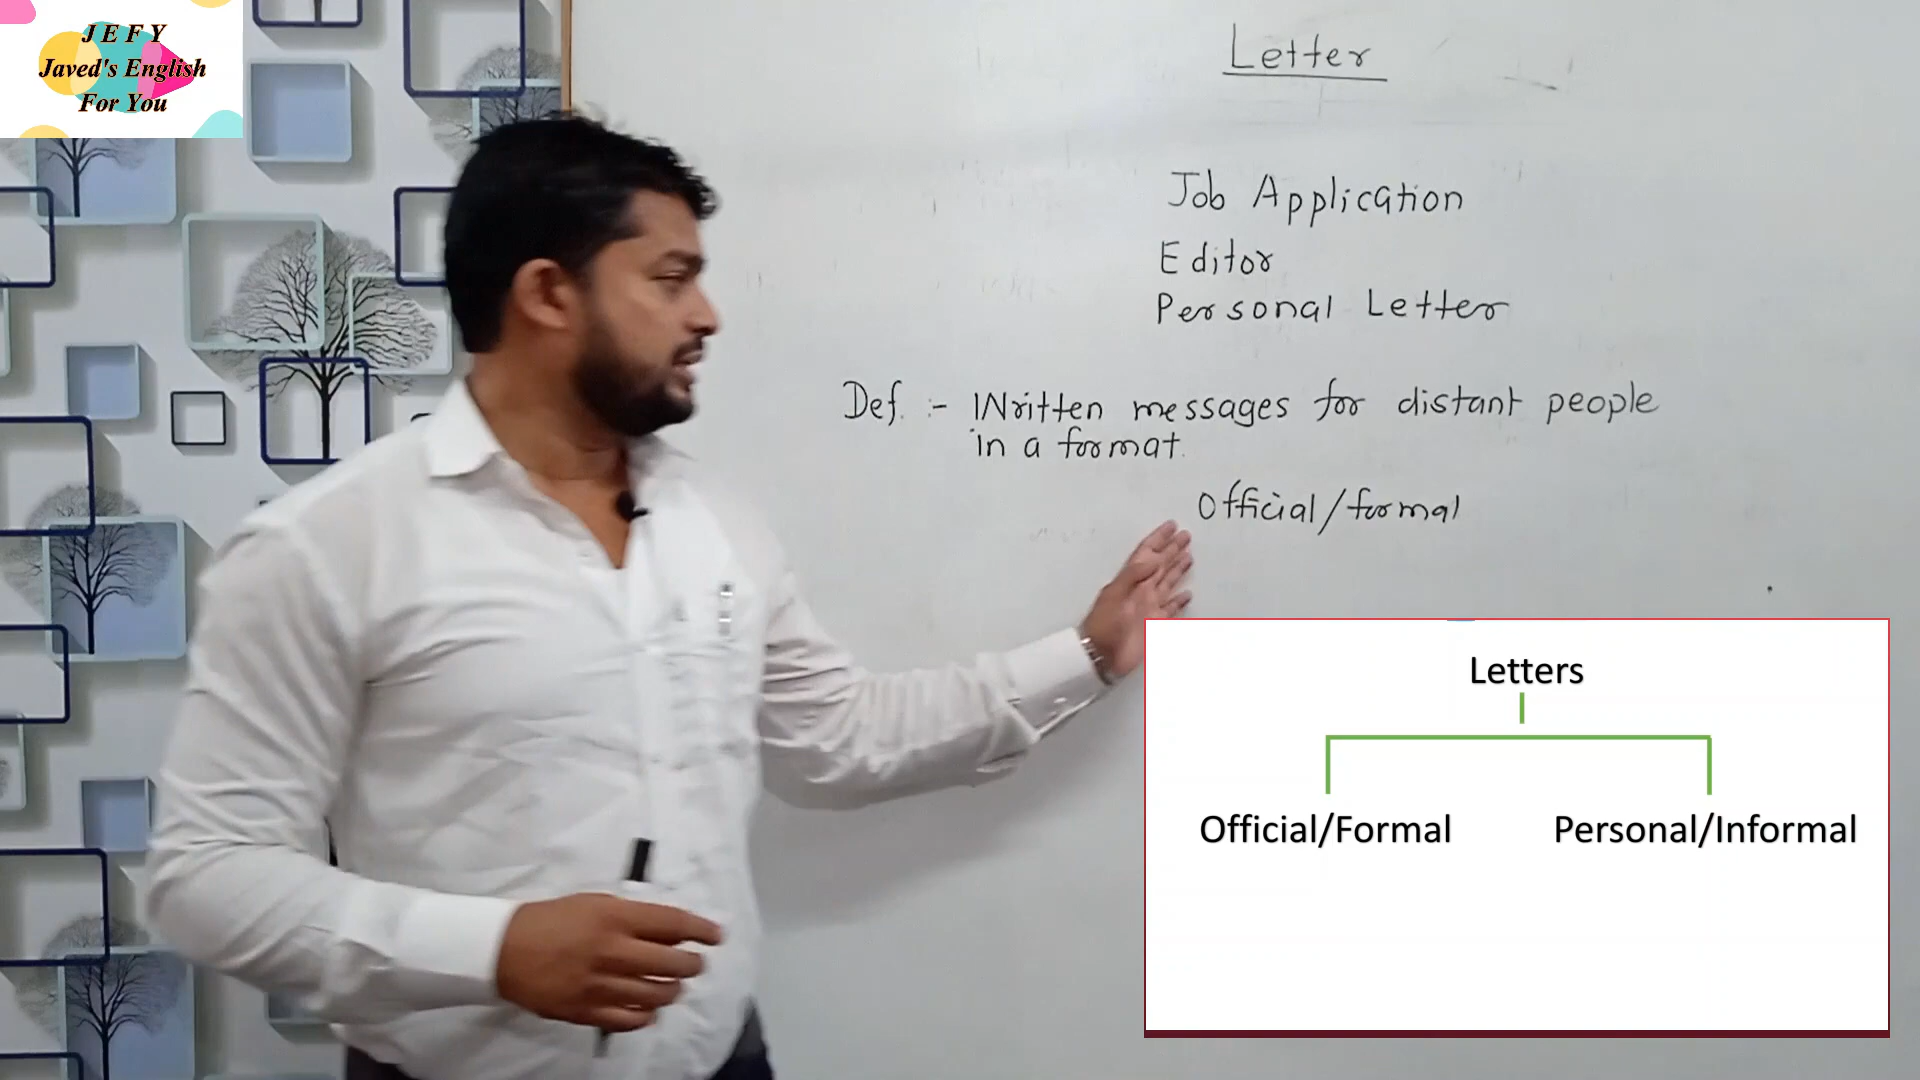 JEFY
Javed's English
For You
Letter
Job Application
Editor
Personal Letter
Def. :- Written messages for distant people
in a format.
Official/formal
Letters
Official/Formal
Personal/Informal